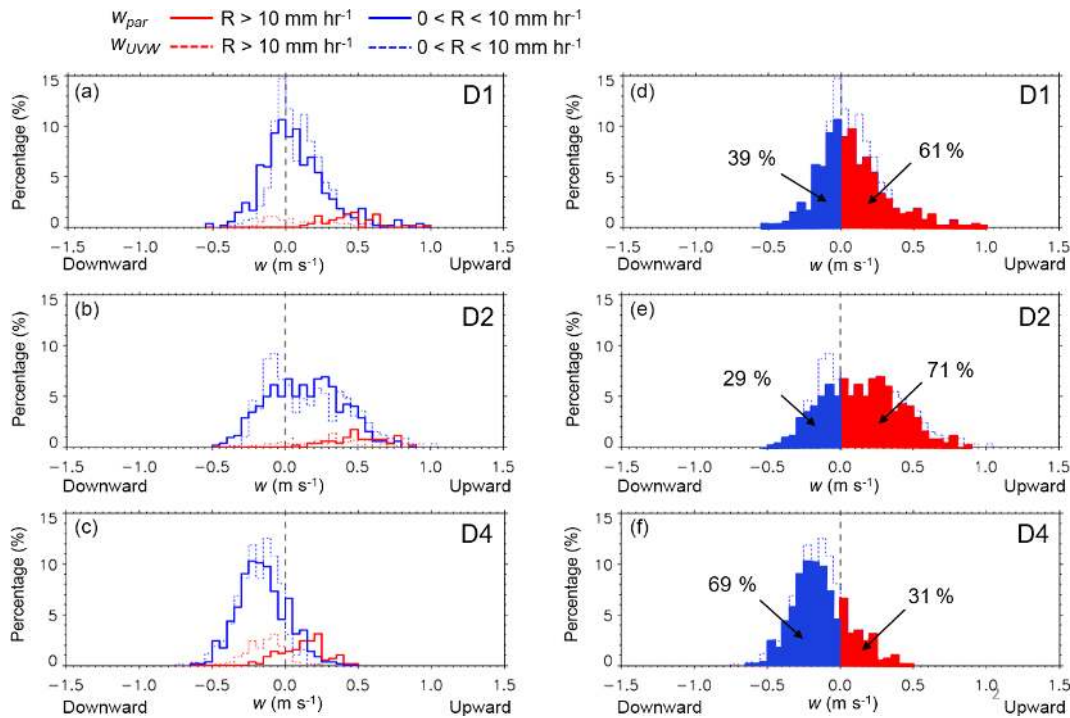 w_par R > 10 mm hr⁻¹ 0 < R < 10 mm hr⁻¹
w_UVW R > 10 mm hr⁻¹ 0 < R < 10 mm hr⁻¹
(a) D1
Percentage (%)
15
10
5
0
−1.5 −1.0 −0.5 0.0 0.5 1.0 1.5
Downward w (m s⁻¹) Upward
(d) D1
Percentage (%)
15
10
5
0
39 % 61 %
−1.5 −1.0 −0.5 0.0 0.5 1.0 1.5
Downward w (m s⁻¹) Upward
(b) D2
Percentage (%)
15
10
5
0
−1.5 −1.0 −0.5 0.0 0.5 1.0 1.5
Downward w (m s⁻¹) Upward
(e) D2
Percentage (%)
15
10
5
0
29 % 71 %
−1.5 −1.0 −0.5 0.0 0.5 1.0 1.5
Downward w (m s⁻¹) Upward
(c) D4
Percentage (%)
15
10
5
0
−1.5 −1.0 −0.5 0.0 0.5 1.0 1.5
Downward w (m s⁻¹) Upward
(f) D4
Percentage (%)
15
10
5
0
69 % 31 %
2
−1.5 −1.0 −0.5 0.0 0.5 1.0 1.5
Downward w (m s⁻¹) Upward